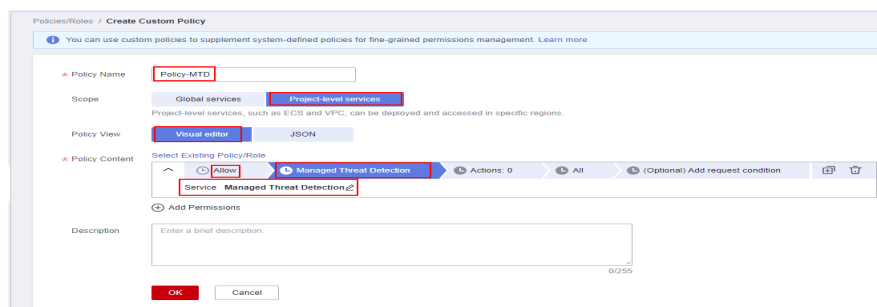 Policies/Roles / Create Custom Policy
You can use custom policies to supplement system-defined policies for fine-grained permissions management. Learn more
★ Policy Name Policy-MTD
Scope Global services Project-level services
Project-level services, such as ECS and VPC, can be deployed and accessed in specific regions.
Policy View Visual editor JSON
★ Policy Content Select Existing Policy/Role
Allow Managed Threat Detection Actions: 0 All (Optional) Add request condition
Service Managed Threat Detection
Add Permissions
Description Enter a brief description.
0/255
OK Cancel